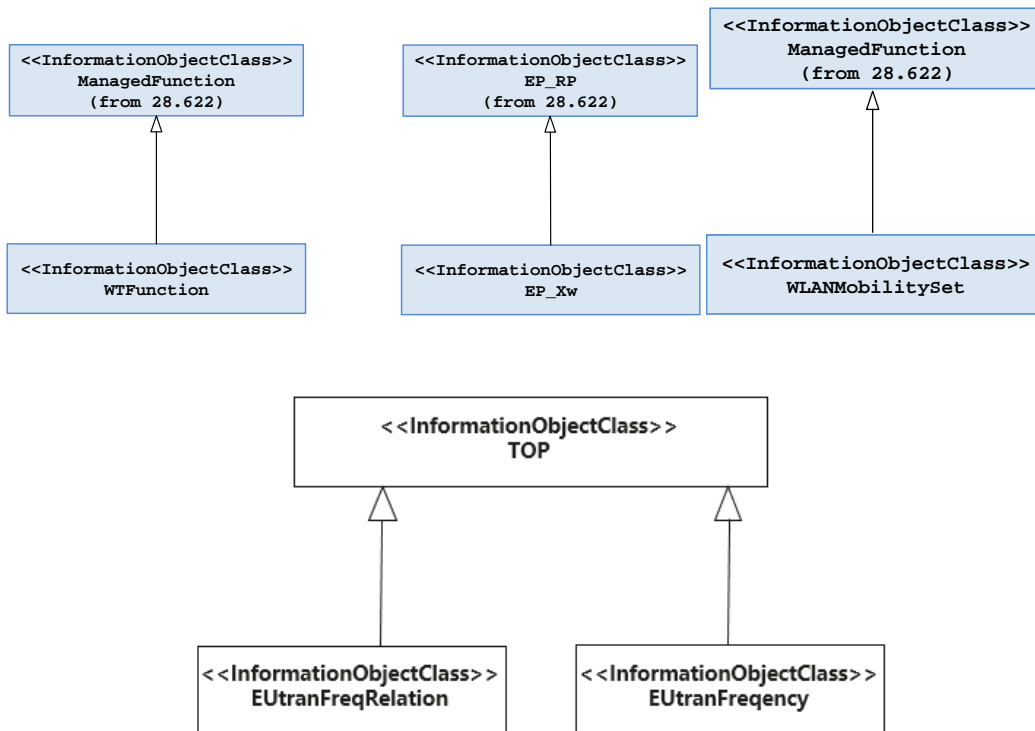 <<InformationObjectClass>>
ManagedFunction
(from 28.622)
<<InformationObjectClass>>
EP_RP
(from 28.622)
<<InformationObjectClass>>
ManagedFunction
(from 28.622)
<<InformationObjectClass>>
WTFunction
<<InformationObjectClass>>
EP_Xw
<<InformationObjectClass>>
WLANMobilitySet
<<InformationObjectClass>>
TOP
<<InformationObjectClass>>
EUtranFreqRelation
<<InformationObjectClass>>
EUtranFreqency